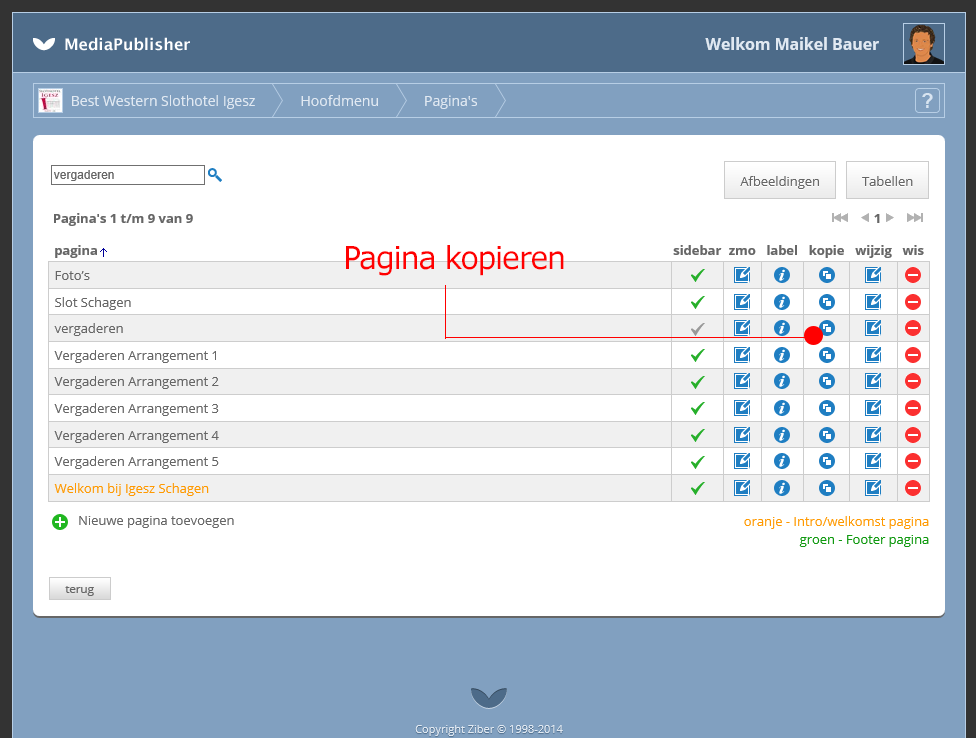 MediaPublisher
Welkom Maikel Bauer
IGESZ
Best Western Slothotel Igesz
Hoofdmenu
Pagina's
?
vergaderen
Afbeeldingen
Tabellen
Pagina's 1 t/m 9 van 9
1
pagina sidebar zmo label kopie wijzig wis
Pagina kopieren
Foto’s
Slot Schagen
vergaderen
Vergaderen Arrangement 1
Vergaderen Arrangement 2
Vergaderen Arrangement 3
Vergaderen Arrangement 4
Vergaderen Arrangement 5
Welkom bij Igesz Schagen
Nieuwe pagina toevoegen
oranje - Intro/welkomst pagina
groen - Footer pagina
terug
Copyright Ziber © 1998-2014